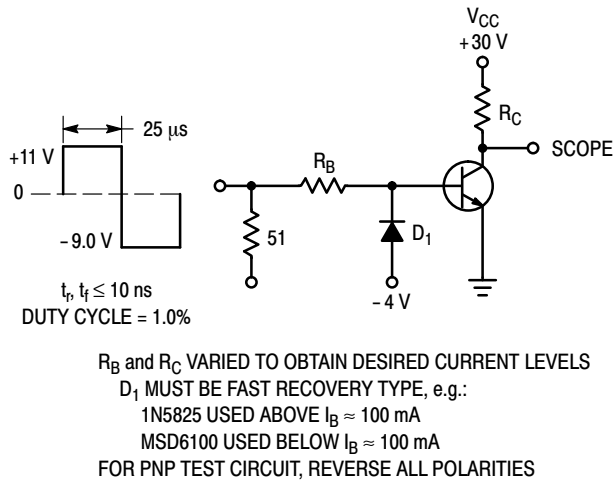 V_CC
+30 V
R_C
25 μs
+11 V
SCOPE
R_B
0
51
D_1
−9.0 V
−4 V
t_r, t_f ≤ 10 ns
DUTY CYCLE = 1.0%
R_B and R_C VARIED TO OBTAIN DESIRED CURRENT LEVELS
D_1 MUST BE FAST RECOVERY TYPE, e.g.:
1N5825 USED ABOVE I_B ≈ 100 mA
MSD6100 USED BELOW I_B ≈ 100 mA
FOR PNP TEST CIRCUIT, REVERSE ALL POLARITIES